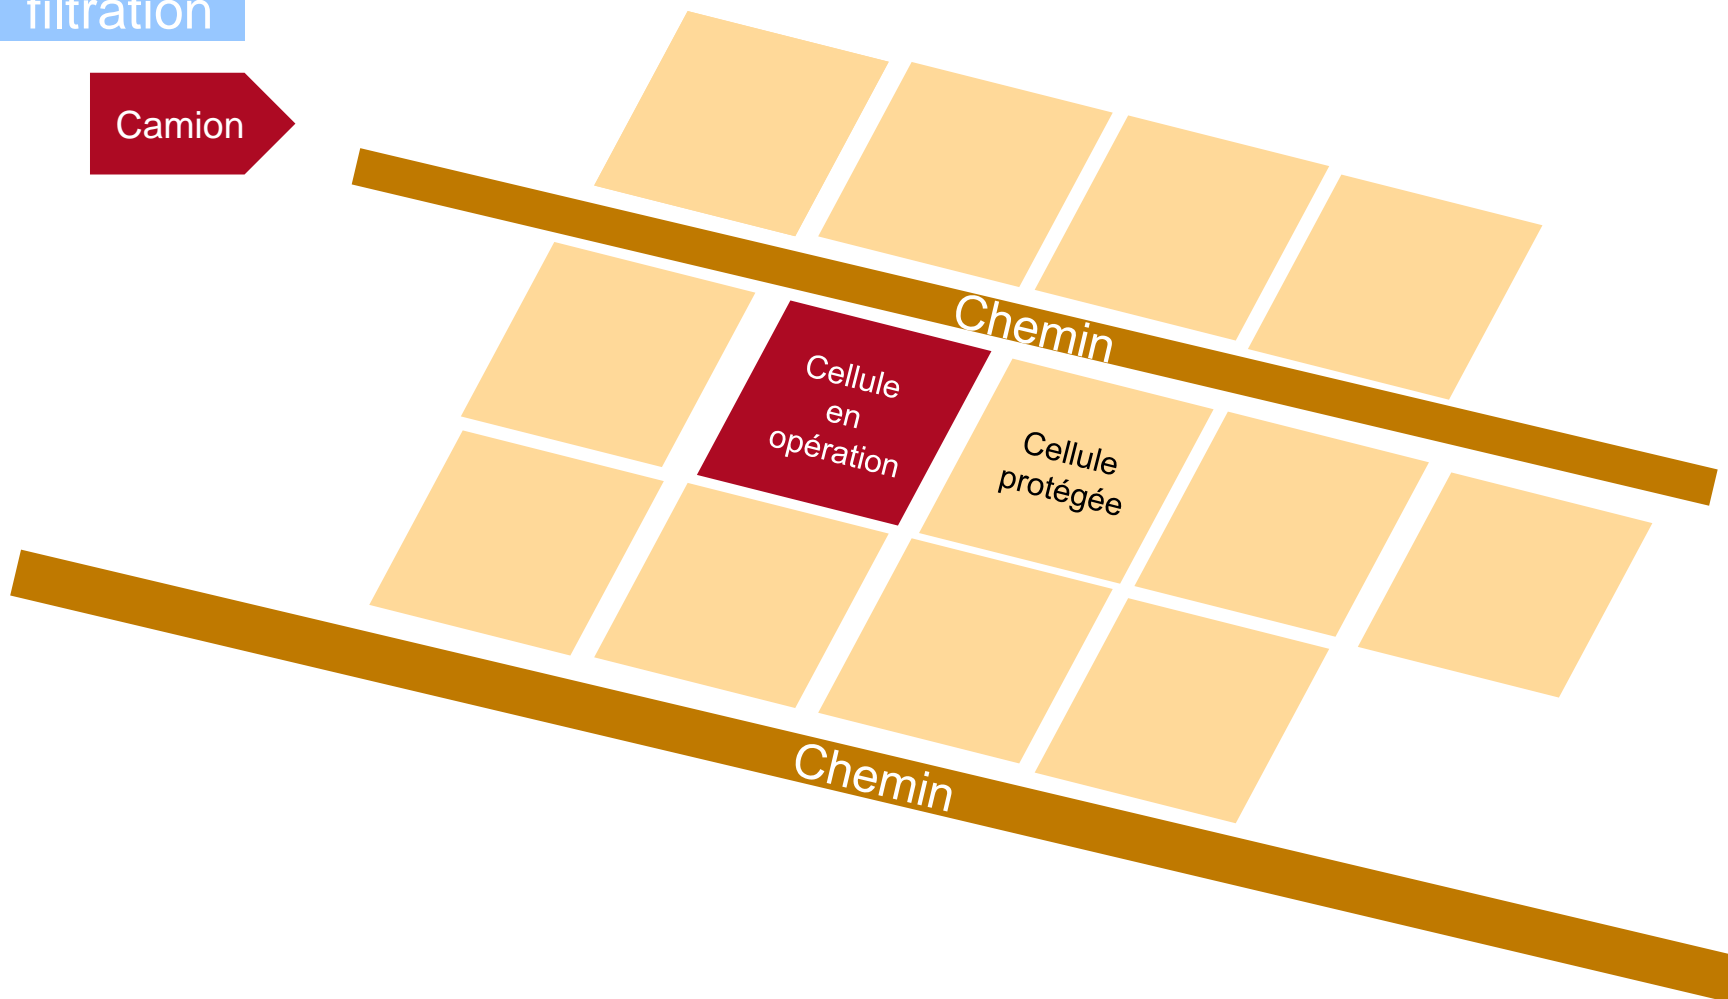 filtration
Camion
Chemin
Cellule
en
opération
Cellule
protégée
Chemin